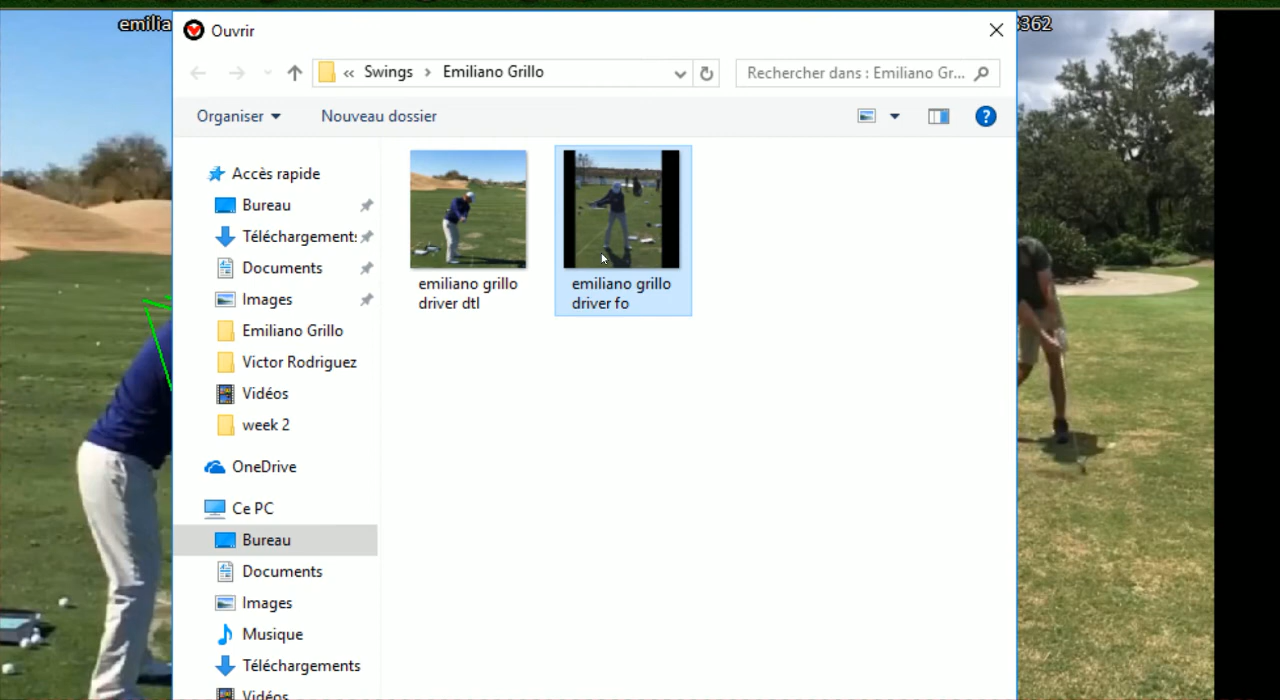 emilia
Ouvrir
362
« Swings > Emiliano Grillo
Rechercher dans : Emiliano Gr...
Organiser
Nouveau dossier
?
Accès rapide
Bureau
Téléchargements
Documents
Images
Emiliano Grillo
Victor Rodriguez
Vidéos
week 2
OneDrive
Ce PC
Bureau
Documents
Images
Musique
Téléchargements
Vidéos
emiliano grillo
driver dtl
emiliano grillo
driver fo